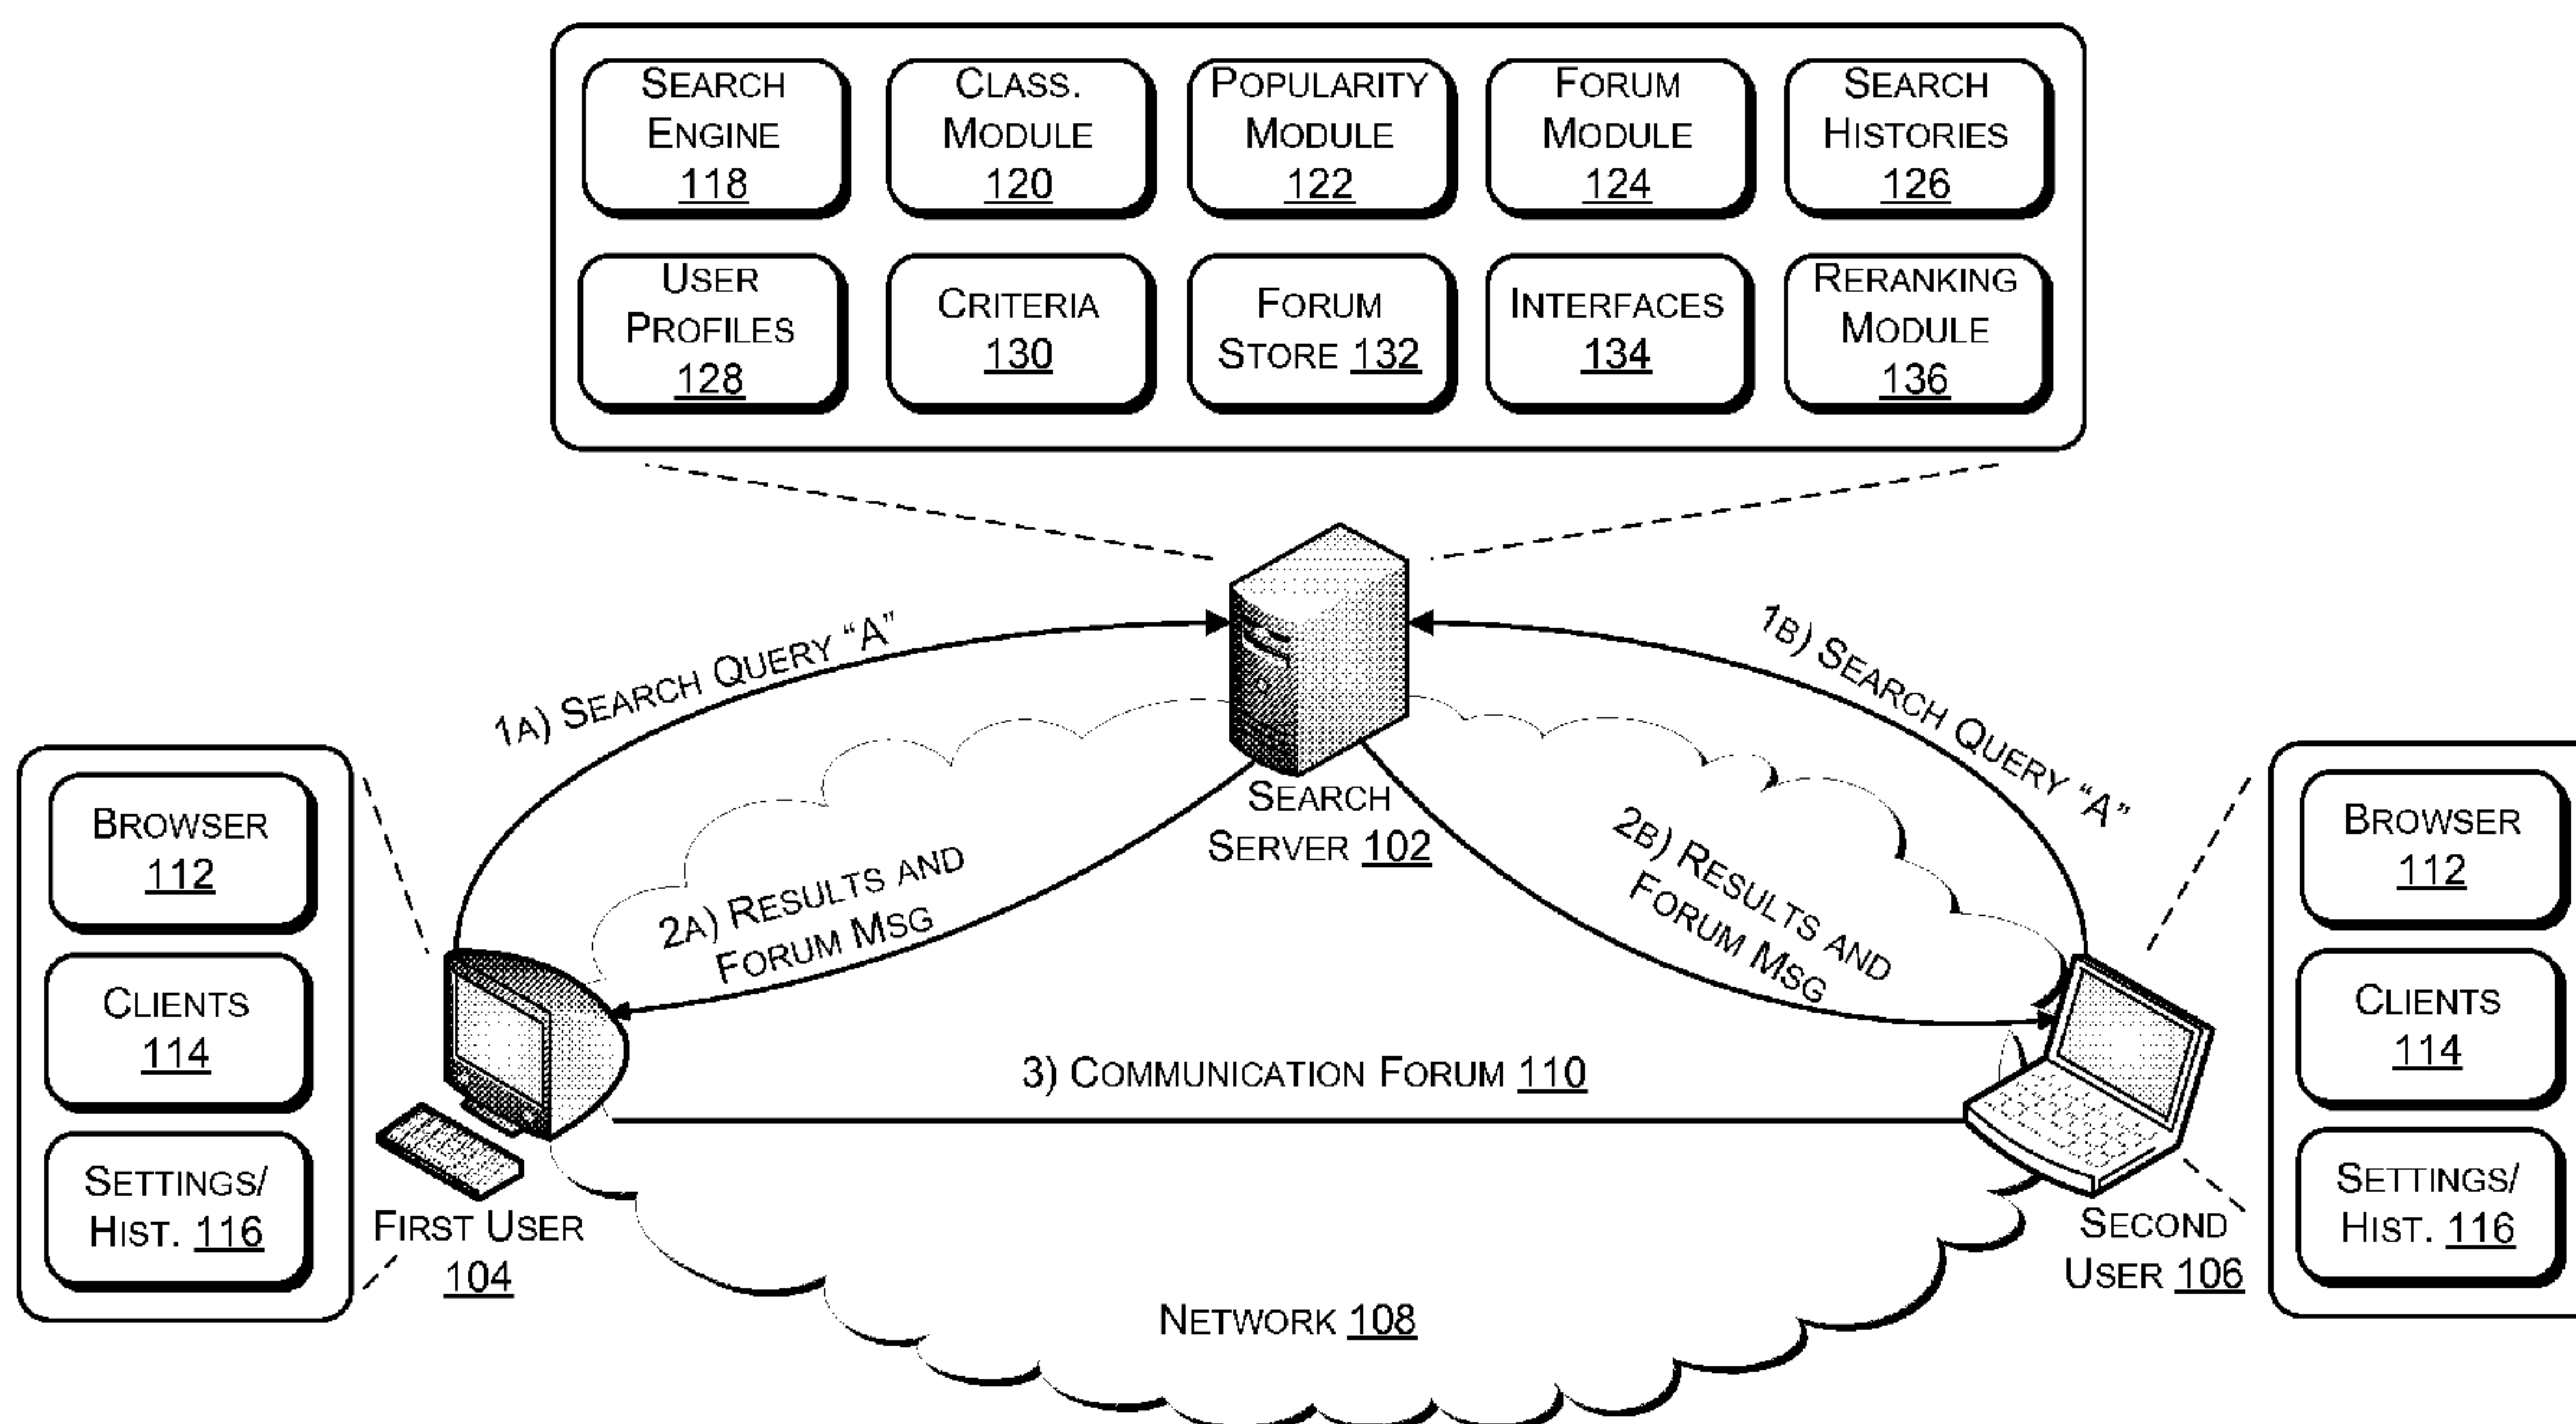 SEARCH
ENGINE
118
CLASS.
MODULE
120
POPULARITY
MODULE
122
FORUM
MODULE
124
SEARCH
HISTORIES
126
USER
PROFILES
128
CRITERIA
130
FORUM
STORE 132
INTERFACES
134
RERANKING
MODULE
136
1A) SEARCH QUERY “A”
1B) SEARCH QUERY “A”
SEARCH
SERVER 102
2A) RESULTS AND
FORUM MSG
2B) RESULTS AND
FORUM MSG
BROWSER
112
CLIENTS
114
SETTINGS/
HIST. 116
FIRST USER
104
3) COMMUNICATION FORUM 110
SECOND
USER 106
BROWSER
112
CLIENTS
114
SETTINGS/
HIST. 116
NETWORK 108